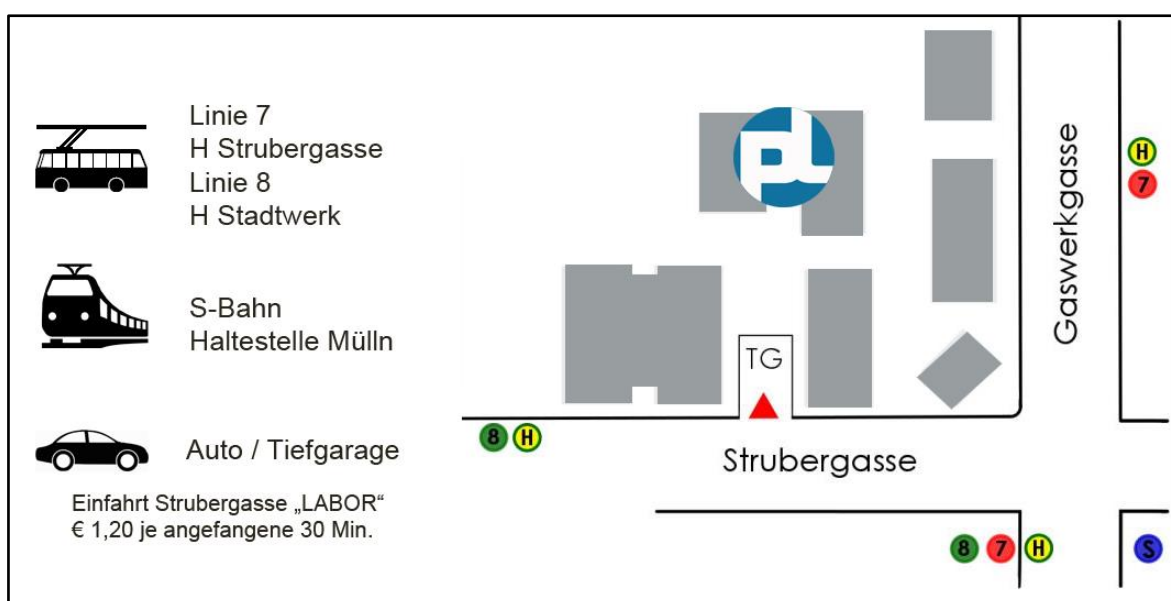 Linie 7
H Strubergasse
Linie 8
H Stadtwerk
S-Bahn
Haltestelle Mülln
Auto / Tiefgarage
Einfahrt Strubergasse „LABOR“
€ 1,20 je angefangene 30 Min.
pl
TG
Gaswerkgasse
H
7
8 H
Strubergasse
8 7 H
S